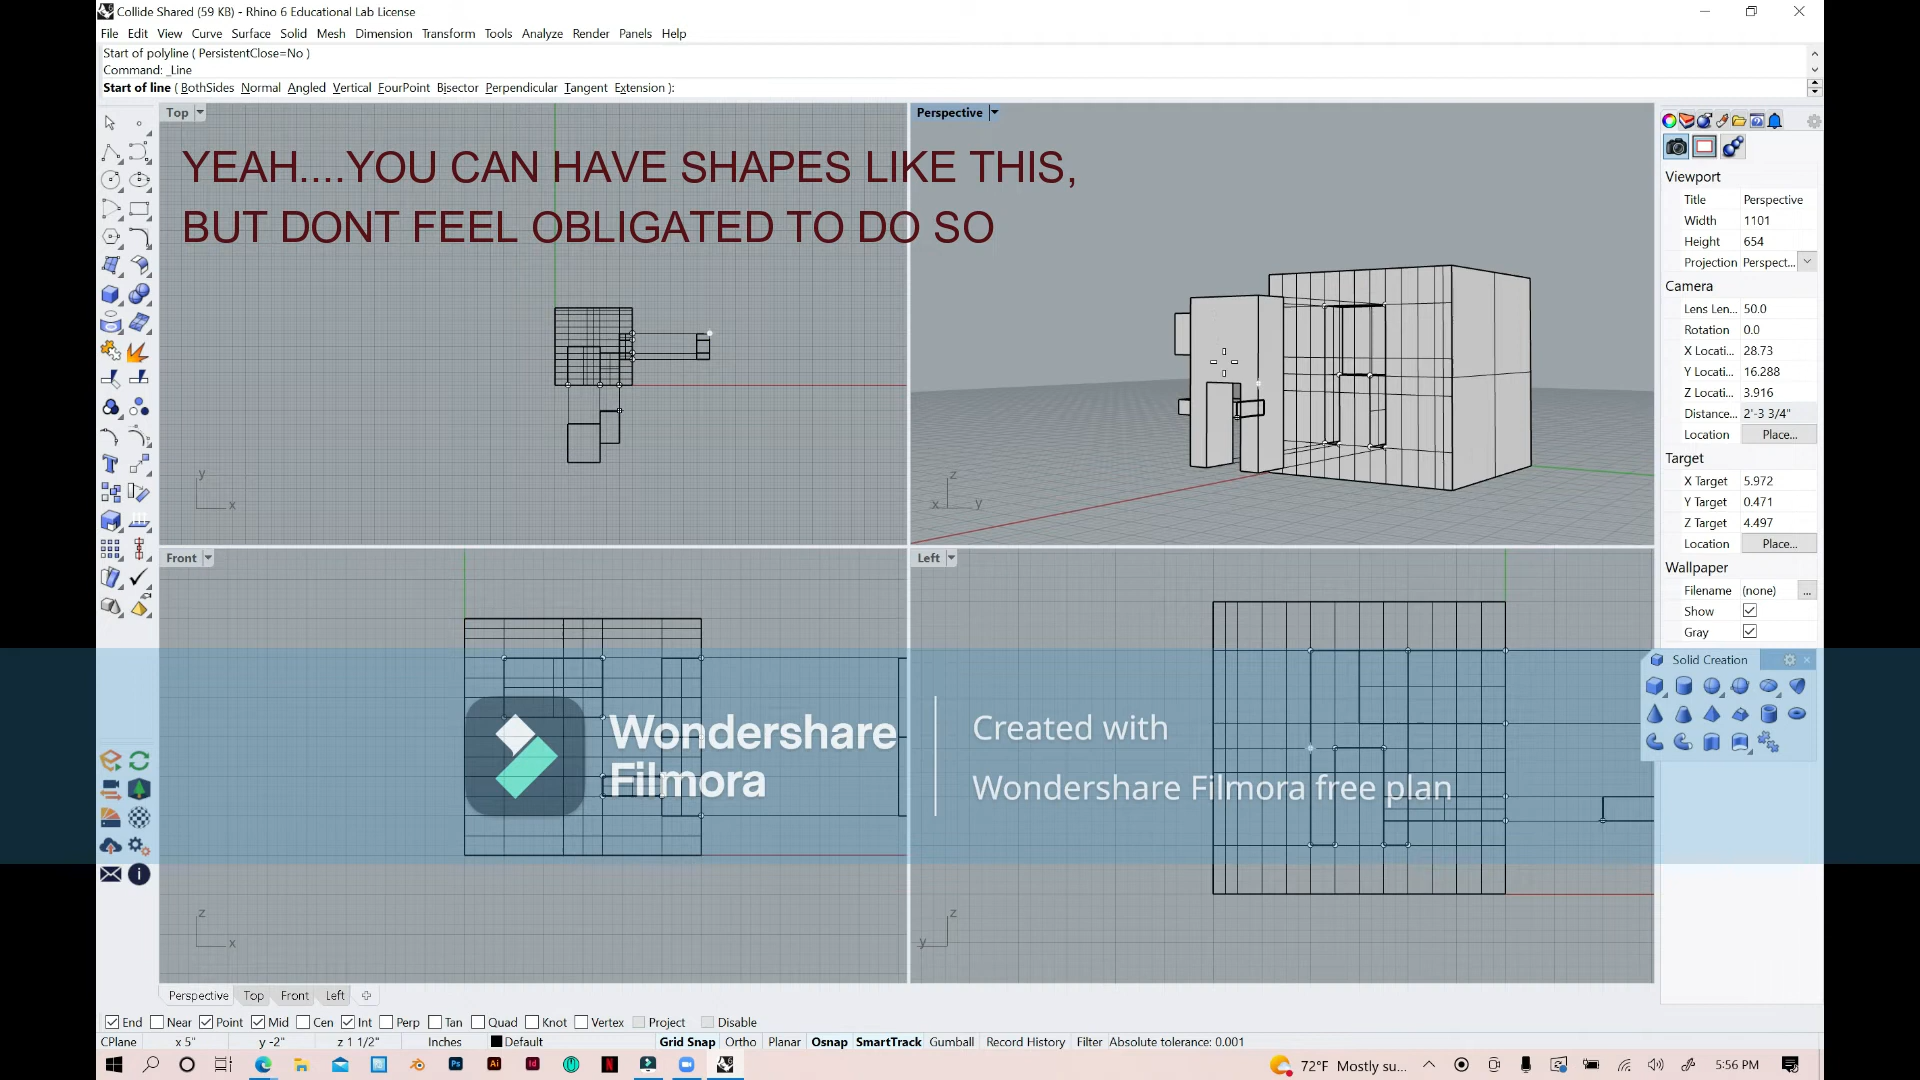 Collide Shared (59 KB) - Rhino 6 Educational Lab License
File Edit View Curve Surface Solid Mesh Dimension Transform Tools Analyze Render Panels Help
Start of polyline ( PersistentClose=No )
Command: _Line
Start of line ( BothSides Normal Angled Vertical FourPoint Bisector Perpendicular Tangent Extension ):
Top
YEAH....YOU CAN HAVE SHAPES LIKE THIS,
BUT DONT FEEL OBLIGATED TO DO SO
y
x
Perspective
z
x y
Front
z
x
Left
z
y
Wondershare
Filmora
Created with
Wondershare Filmora free plan
Viewport
Title Perspective
Width 1101
Height 654
Projection Perspect...
Camera
Lens Len... 50.0
Rotation 0.0
X Locati... 28.73
Y Locati... 16.288
Z Locati... 3.916
Distance... 2'-3 3/4"
Location Place...
Target
X Target 5.972
Y Target 0.471
Z Target 4.497
Location Place...
Wallpaper
Filename (none) ...
Show
Gray
Solid Creation
Perspective Top Front Left
End Near Point Mid Cen Int Perp Tan Quad Knot Vertex Project Disable
CPlane x 5" y -2" z 1 1/2" Inches Default Grid Snap Ortho Planar Osnap SmartTrack Gumball Record History Filter Absolute tolerance: 0.001
72°F Mostly su... 5:56 PM